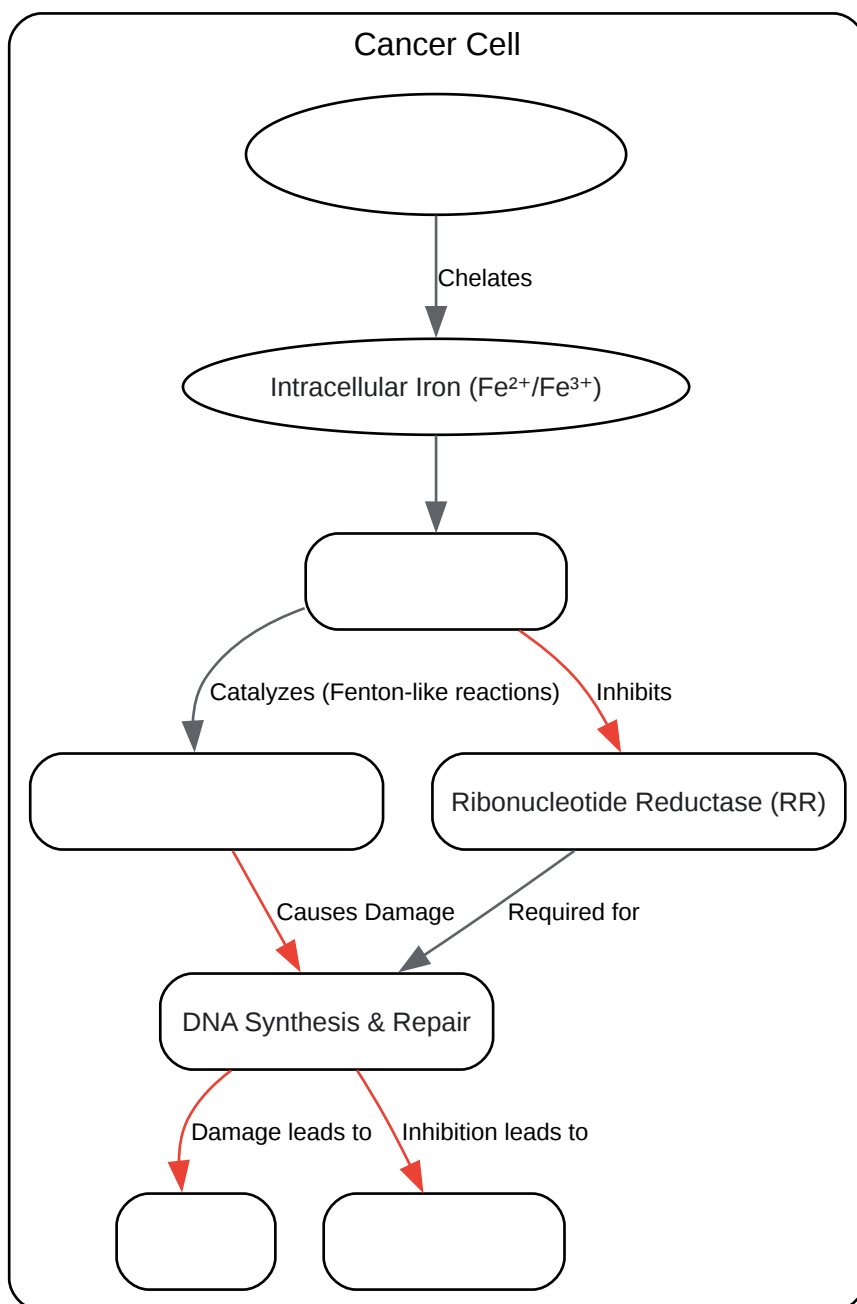 Cancer Cell
Chelates
Intracellular Iron (Fe²⁺/Fe³⁺)
Catalyzes (Fenton-like reactions)
Inhibits
Ribonucleotide Reductase (RR)
Causes Damage
Required for
DNA Synthesis & Repair
Damage leads to
Inhibition leads to